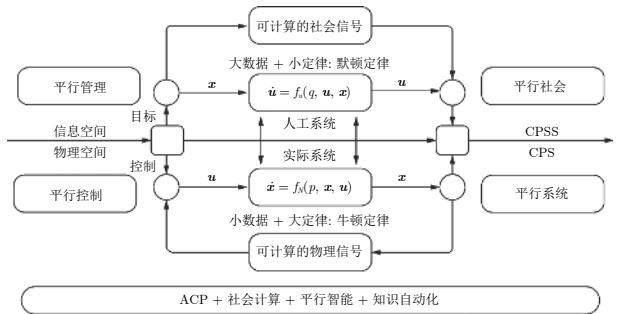 可计算的社会信号
大数据 + 小定律: 默顿定律
平行管理
x
u̇ = fu(q, u, x)
u
平行社会
目标
人工系统
信息空间
CPSS
物理空间
实际系统
CPS
控制
平行控制
u
ẋ = fN(p, x, u)
x
平行系统
小数据 + 大定律: 牛顿定律
可计算的物理信号
ACP + 社会计算 + 平行智能 + 知识自动化